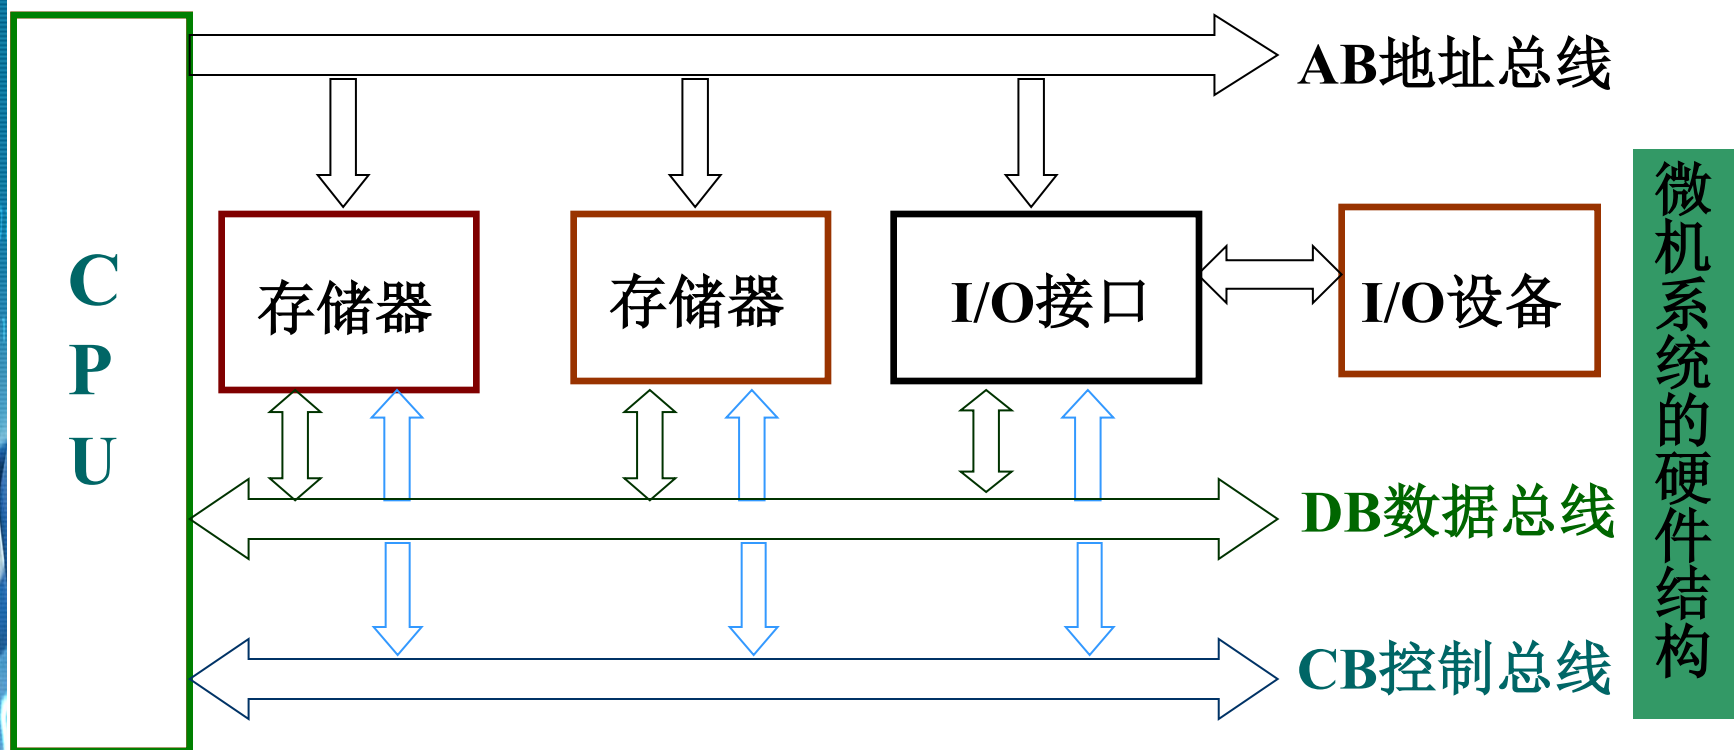 AB地址总线
CPU
存储器
存储器
I/O接口
I/O设备
DB数据总线
CB控制总线
微机系统的硬件结构